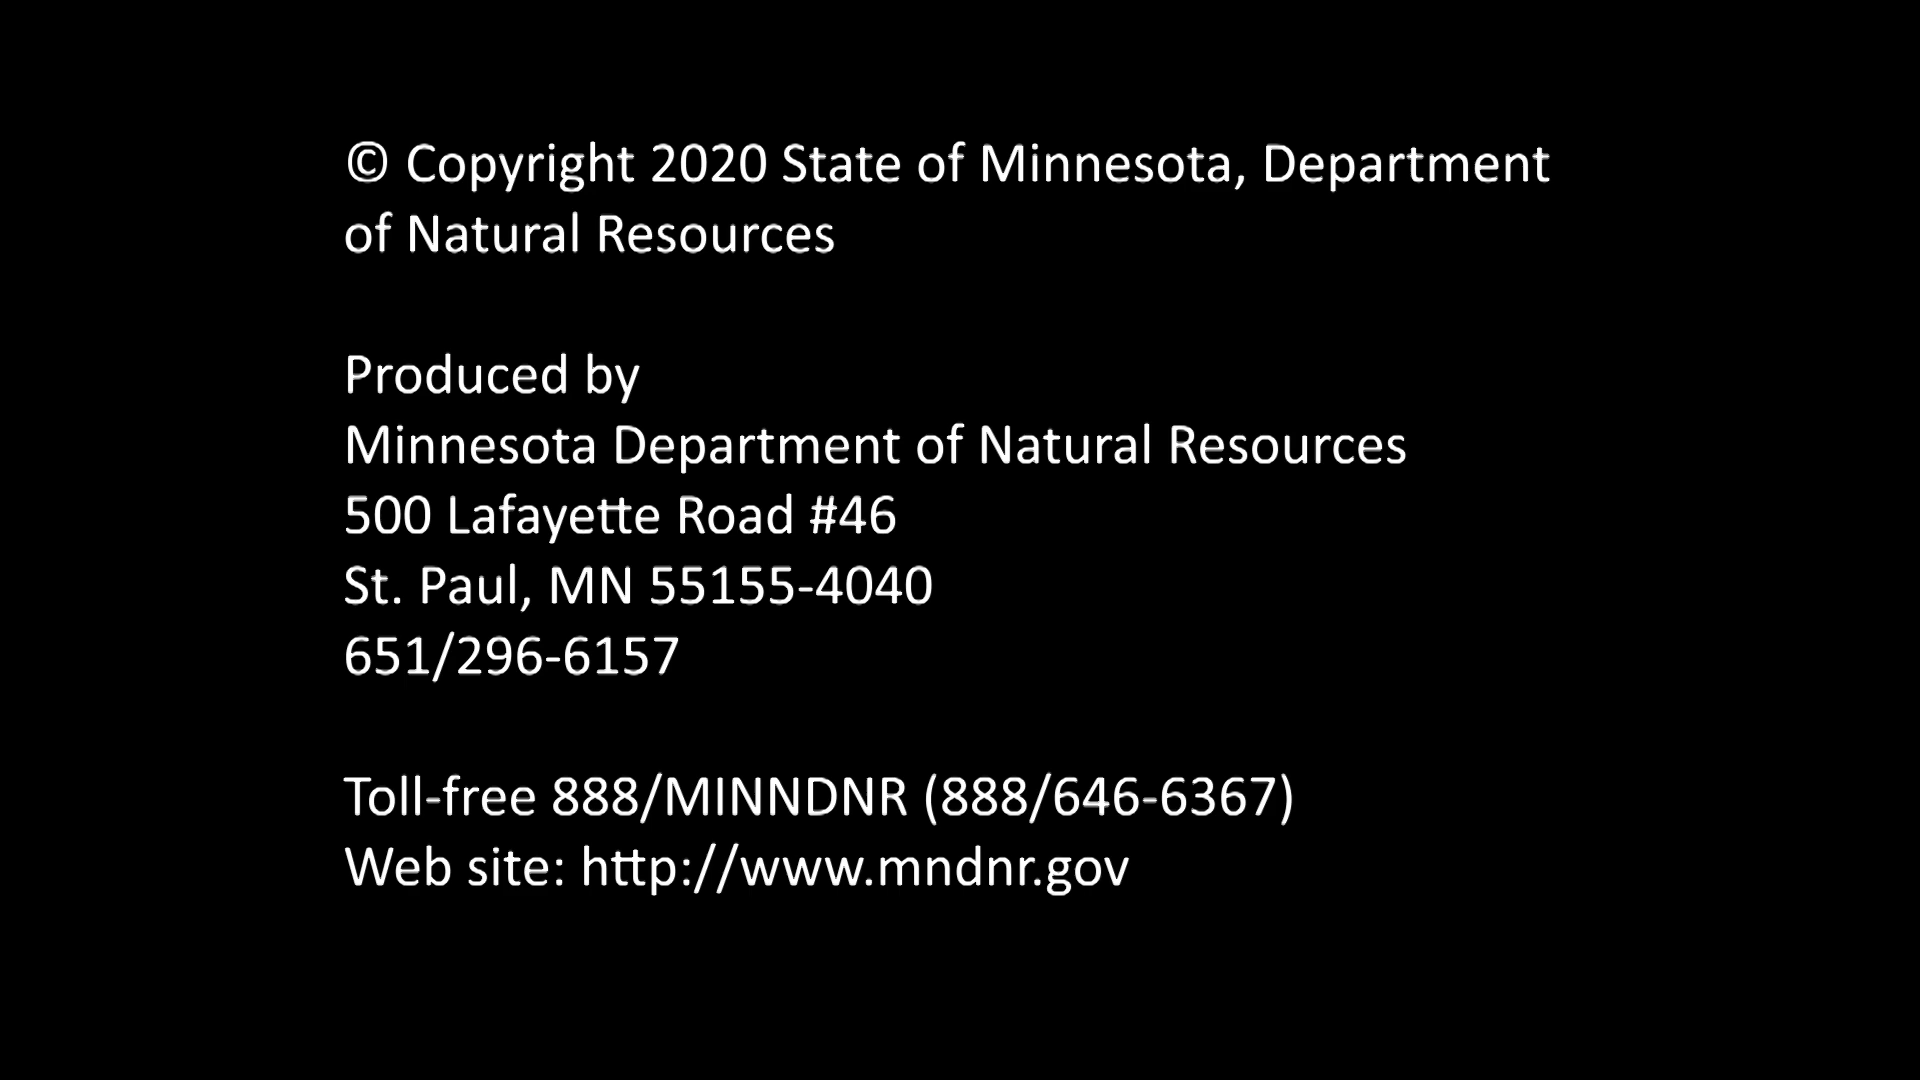 © Copyright 2020 State of Minnesota, Department
of Natural Resources
Produced by
Minnesota Department of Natural Resources
500 Lafayette Road #46
St. Paul, MN 55155-4040
651/296-6157
Toll-free 888/MINNDNR (888/646-6367)
Web site: http://www.mndnr.gov